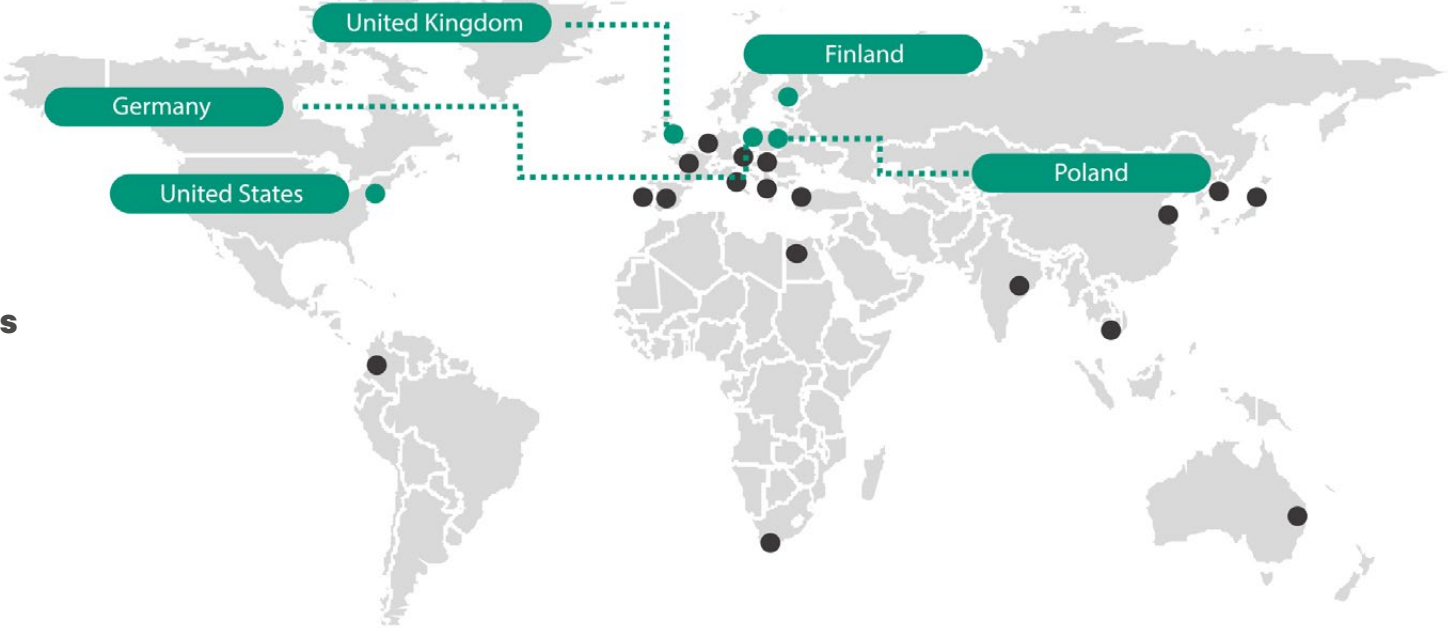 United Kingdom
Finland
Germany
Poland
United States
s